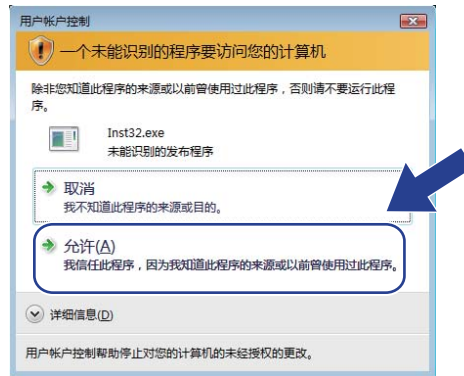 用户帐户控制
一个未能识别的程序要访问您的计算机
除非您知道此程序的来源或以前曾使用过此程序，否则请不要运行此程
序。
Inst32.exe
未能识别的发布程序
取消
我不知道此程序的来源或目的。
允许(A)
我信任此程序，因为我知道此程序的来源或以前曾使用过此程序。
详细信息(D)
用户帐户控制帮助停止对您的计算机的未经授权的更改。